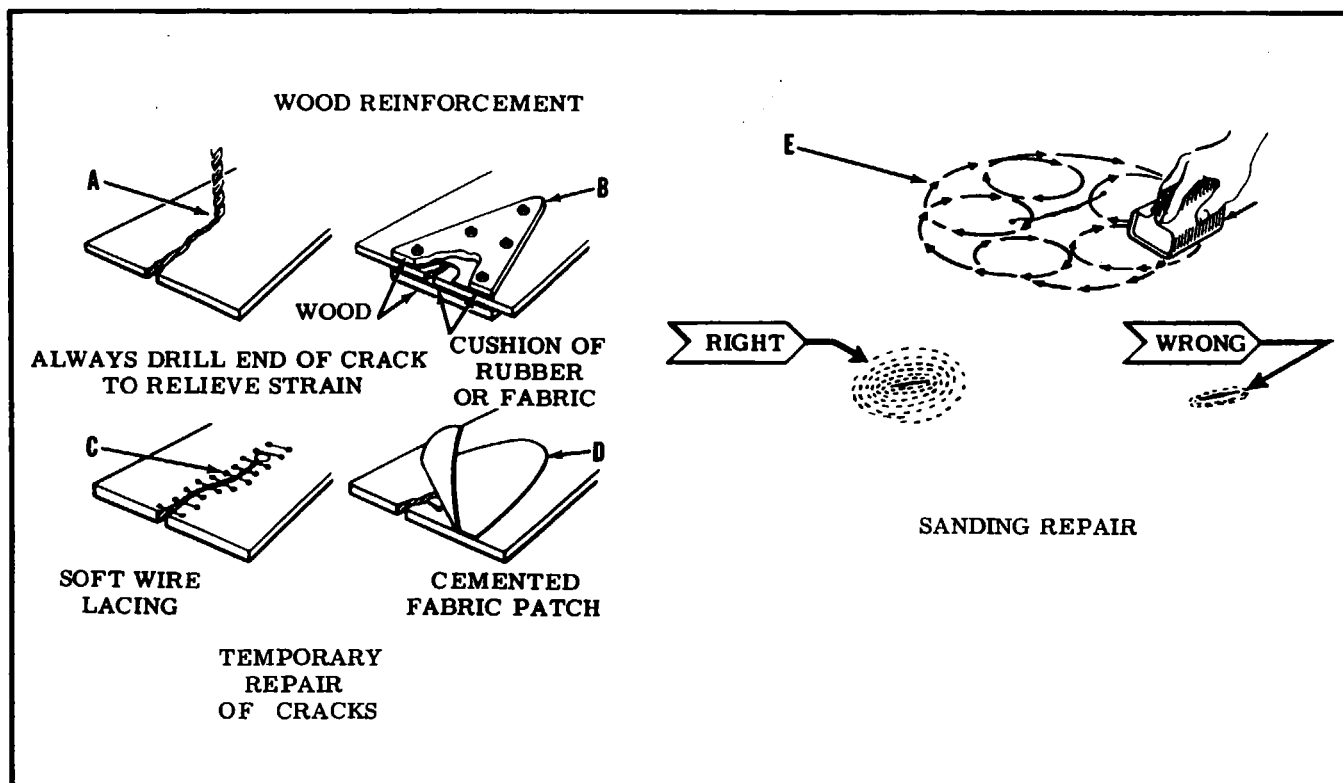 WOOD REINFORCEMENT
A
B
WOOD
ALWAYS DRILL END OF CRACK
TO RELIEVE STRAIN
CUSHION OF
RUBBER
OR FABRIC
C
D
SOFT WIRE
LACING
CEMENTED
FABRIC PATCH
TEMPORARY
REPAIR
OF CRACKS
E
RIGHT
WRONG
SANDING REPAIR